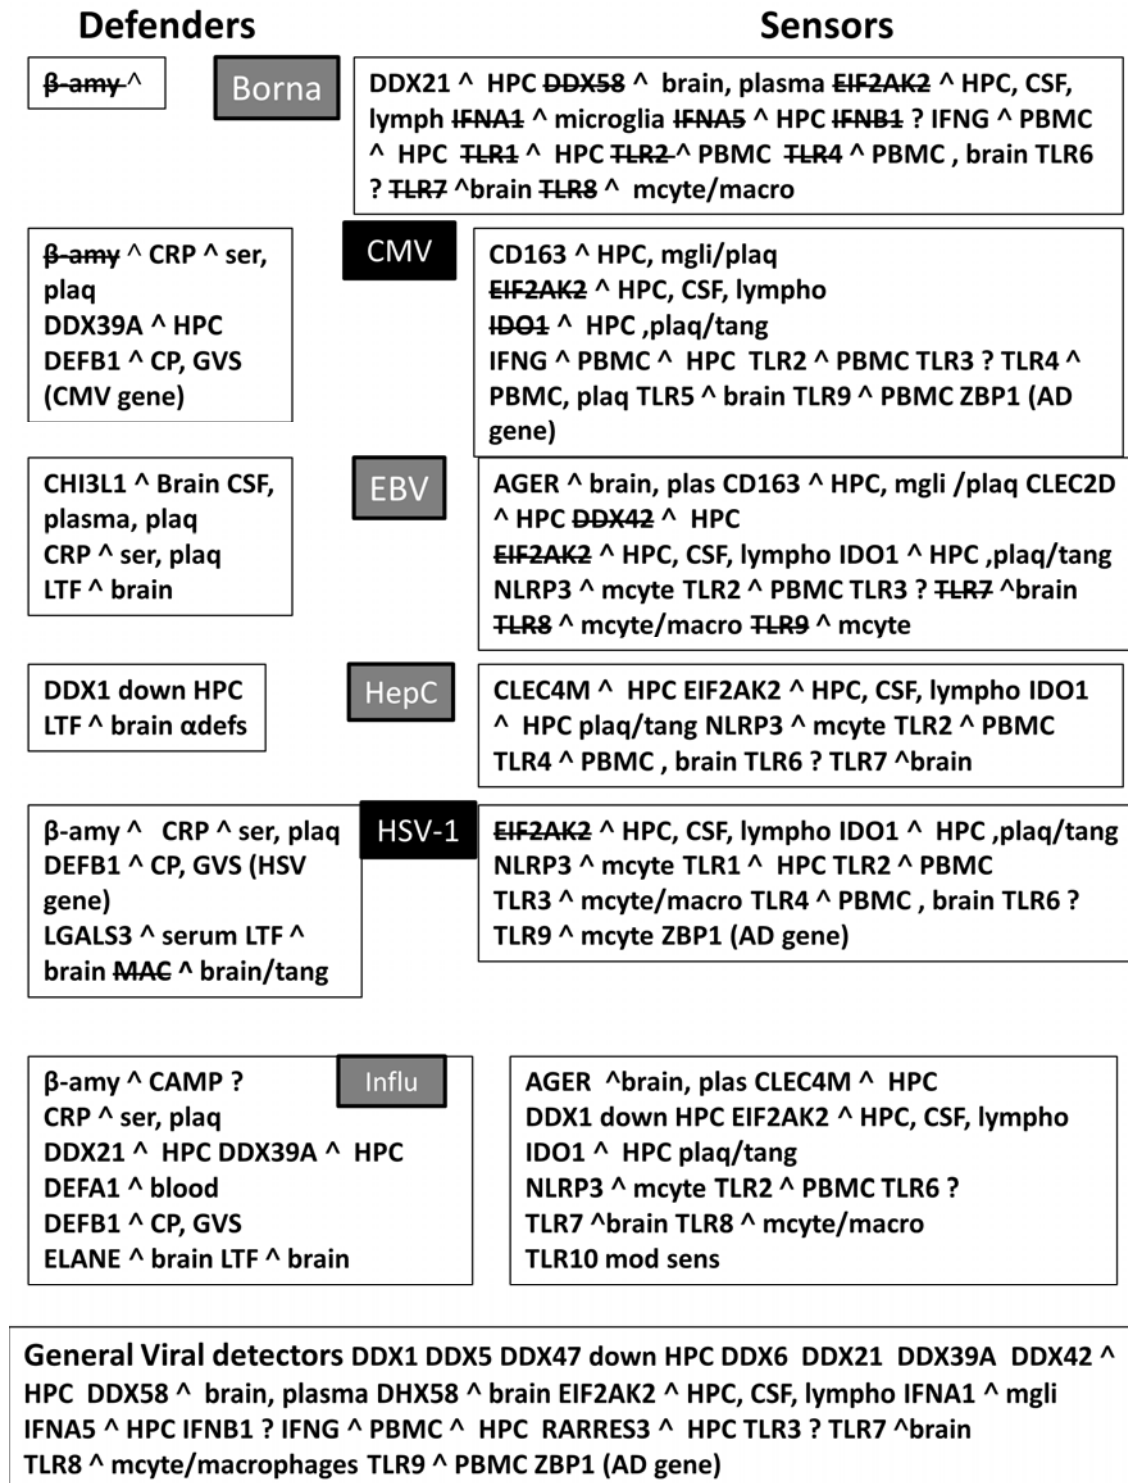 Defenders
Sensors
β-amy ^
Borna
DDX21 ^ HPC DDX58 ^ brain, plasma EIF2AK2 ^ HPC, CSF,
lymph IFNA1 ^ microglia IFNA5 ^ HPC IFNB1 ? IFNG ^ PBMC
^ HPC TLR1 ^ HPC TLR2 ^ PBMC TLR4 ^ PBMC , brain TLR6
? TLR7 ^brain TLR8 ^ mcyte/macro
β-amy ^ CRP ^ ser,
plaq
DDX39A ^ HPC
DEFB1 ^ CP, GVS
(CMV gene)
CMV
CD163 ^ HPC, mgli/plaq
EIF2AK2 ^ HPC, CSF, lympho
IDO1 ^ HPC ,plaq/tang
IFNG ^ PBMC ^ HPC TLR2 ^ PBMC TLR3 ? TLR4 ^
PBMC, plaq TLR5 ^ brain TLR9 ^ PBMC ZBP1 (AD
gene)
CHI3L1 ^ Brain CSF,
plasma, plaq
CRP ^ ser, plaq
LTF ^ brain
EBV
AGER ^ brain, plas CD163 ^ HPC, mgli /plaq CLEC2D
^ HPC DDX42 ^ HPC
EIF2AK2 ^ HPC, CSF, lympho IDO1 ^ HPC ,plaq/tang
NLRP3 ^ mcyte TLR2 ^ PBMC TLR3 ? TLR7 ^brain
TLR8 ^ mcyte/macro TLR9 ^ mcyte
DDX1 down HPC
LTF ^ brain αdefs
HepC
CLEC4M ^ HPC EIF2AK2 ^ HPC, CSF, lympho IDO1
^ HPC plaq/tang NLRP3 ^ mcyte TLR2 ^ PBMC
TLR4 ^ PBMC , brain TLR6 ? TLR7 ^brain
β-amy ^ CRP ^ ser, plaq
DEFB1 ^ CP, GVS (HSV
gene)
LGALS3 ^ serum LTF ^
brain MAC ^ brain/tang
HSV-1
EIF2AK2 ^ HPC, CSF, lympho IDO1 ^ HPC ,plaq/tang
NLRP3 ^ mcyte TLR1 ^ HPC TLR2 ^ PBMC
TLR3 ^ mcyte/macro TLR4 ^ PBMC , brain TLR6 ?
TLR9 ^ mcyte ZBP1 (AD gene)
β-amy ^ CAMP ?
CRP ^ ser, plaq
DDX21 ^ HPC DDX39A ^ HPC
DEFA1 ^ blood
DEFB1 ^ CP, GVS
ELANE ^ brain LTF ^ brain
Influ
AGER ^brain, plas CLEC4M ^ HPC
DDX1 down HPC EIF2AK2 ^ HPC, CSF, lympho
IDO1 ^ HPC plaq/tang
NLRP3 ^ mcyte TLR2 ^ PBMC TLR6 ?
TLR7 ^brain TLR8 ^ mcyte/macro
TLR10 mod sens
General Viral detectors DDX1 DDX5 DDX47 down HPC DDX6 DDX21 DDX39A DDX42 ^
HPC DDX58 ^ brain, plasma DHX58 ^ brain EIF2AK2 ^ HPC, CSF, lympho IFNA1 ^ mgli
IFNA5 ^ HPC IFNB1 ? IFNG ^ PBMC ^ HPC RARRES3 ^ HPC TLR3 ? TLR7 ^brain
TLR8 ^ mcyte/macrophages TLR9 ^ PBMC ZBP1 (AD gene)